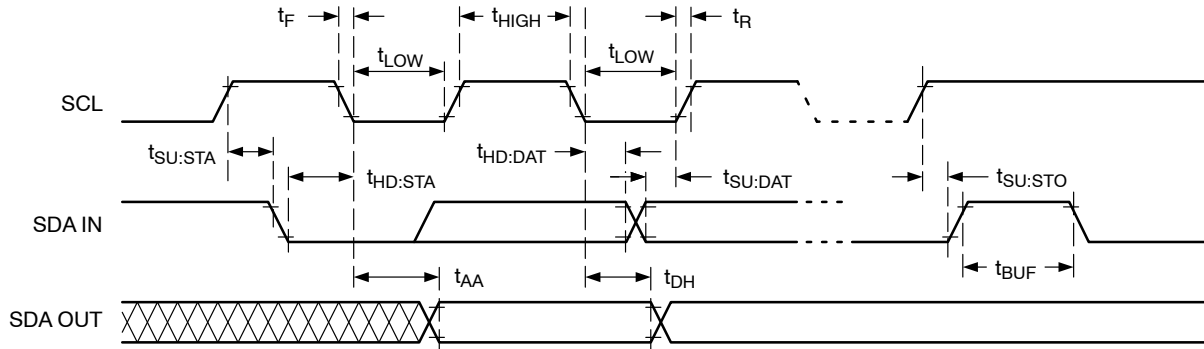 tF
tHIGH
tR
tLOW
tLOW
SCL
tSU:STA
tHD:STA
tHD:DAT
tSU:DAT
tSU:STO
SDA IN
tBUF
tAA
tDH
SDA OUT